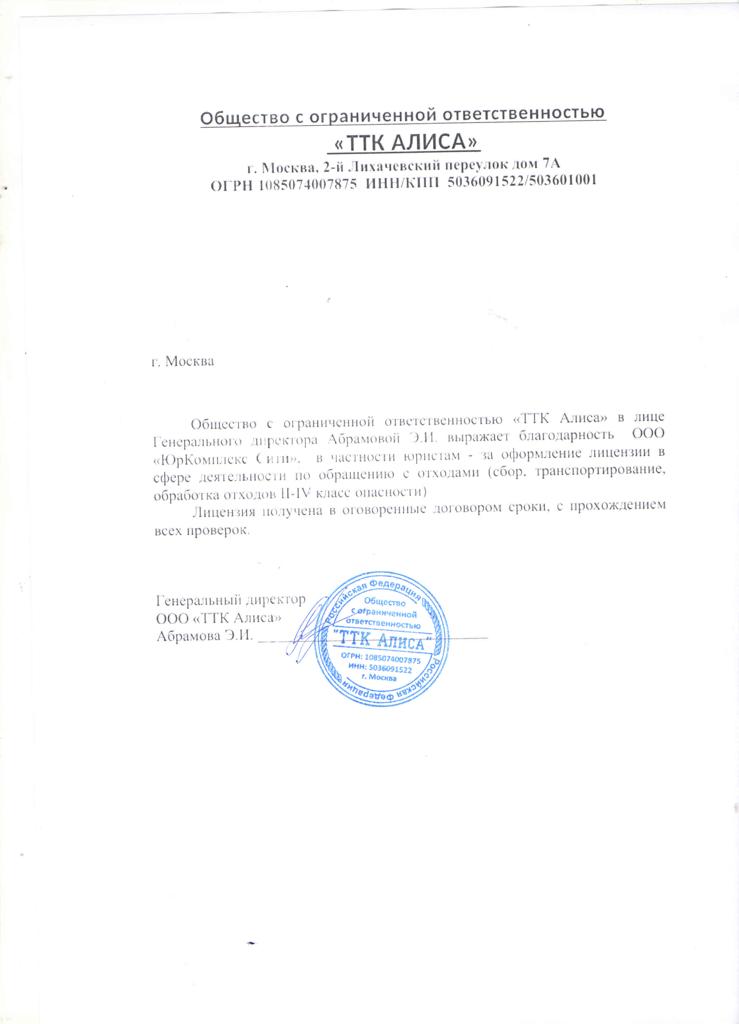 Общество с ограниченной ответственностью
«ТТК АЛИСА»
г. Москва, 2-й Лихачевский переулок дом 7А
ОГРН 1085074007875 ИНН/КПП 5036091522/503601001
г. Москва
Общество с ограниченной ответственностью «ТТК Алиса» в лице
Генерального директора Абрамовой Э.И. выражает благодарность ООО
«ЮрКомплекс Сити», в частности юристам - за оформление лицензии в
сфере деятельности по обращению с отходами (сбор, транспортирование,
обработка отходов II-IV класс опасности)
Лицензия получена в оговоренные договором сроки, с прохождением
всех проверок.
Генеральный директор
ООО «ТТК Алиса»
Абрамова Э.И.
Российская Федерация
Общество
с ограниченной
ответственностью
"ТТК АЛИСА"
ОГРН: 1085074007875
ИНН: 5036091522
г. Москва
Российская Федерация